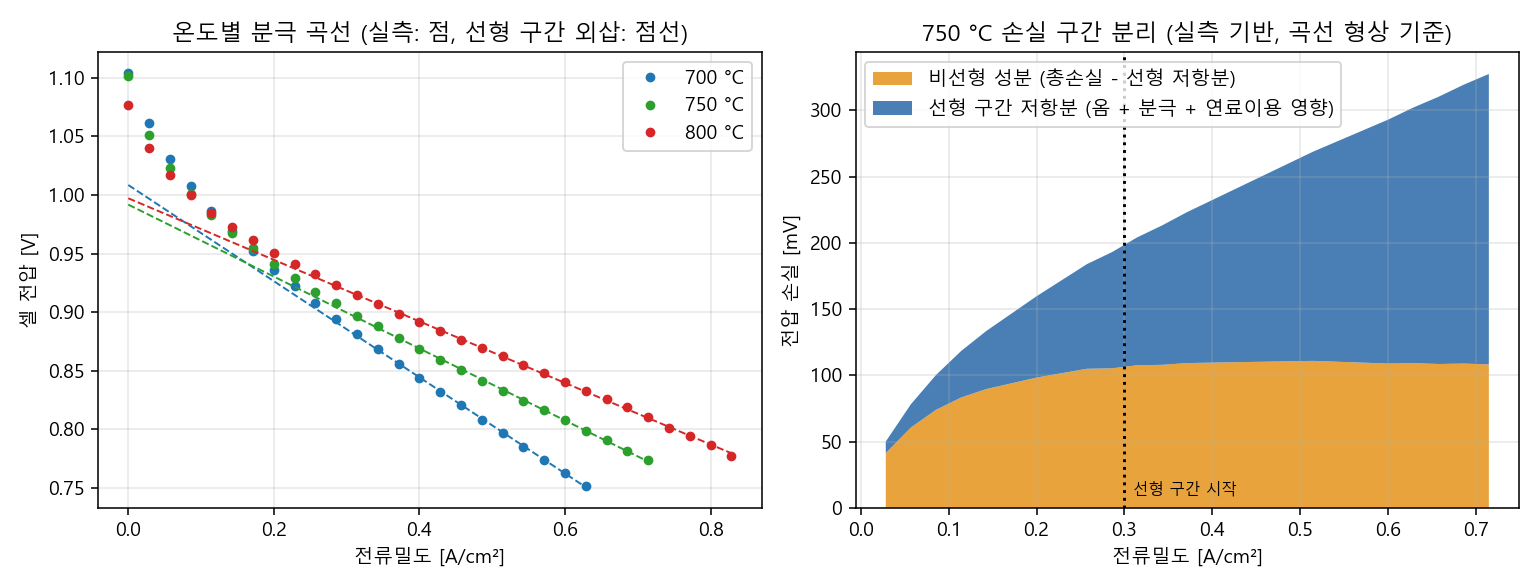 온도별 분극 곡선 (실측: 점, 선형 구간 외삽: 점선)
1.10
1.05
1.00
0.95
0.90
0.85
0.80
0.75
셀 전압 [V]
700 °C
750 °C
800 °C
0.0
0.2
0.4
0.6
0.8
전류밀도 [A/cm²]
750 °C 손실 구간 분리 (실측 기반, 곡선 형상 기준)
300
250
200
150
100
50
0
전압 손실 [mV]
비선형 성분 (총손실 - 선형 저항분)
선형 구간 저항분 (옴 + 분극 + 연료이용 영향)
선형 구간 시작
0.0
0.1
0.2
0.3
0.4
0.5
0.6
0.7
전류밀도 [A/cm²]